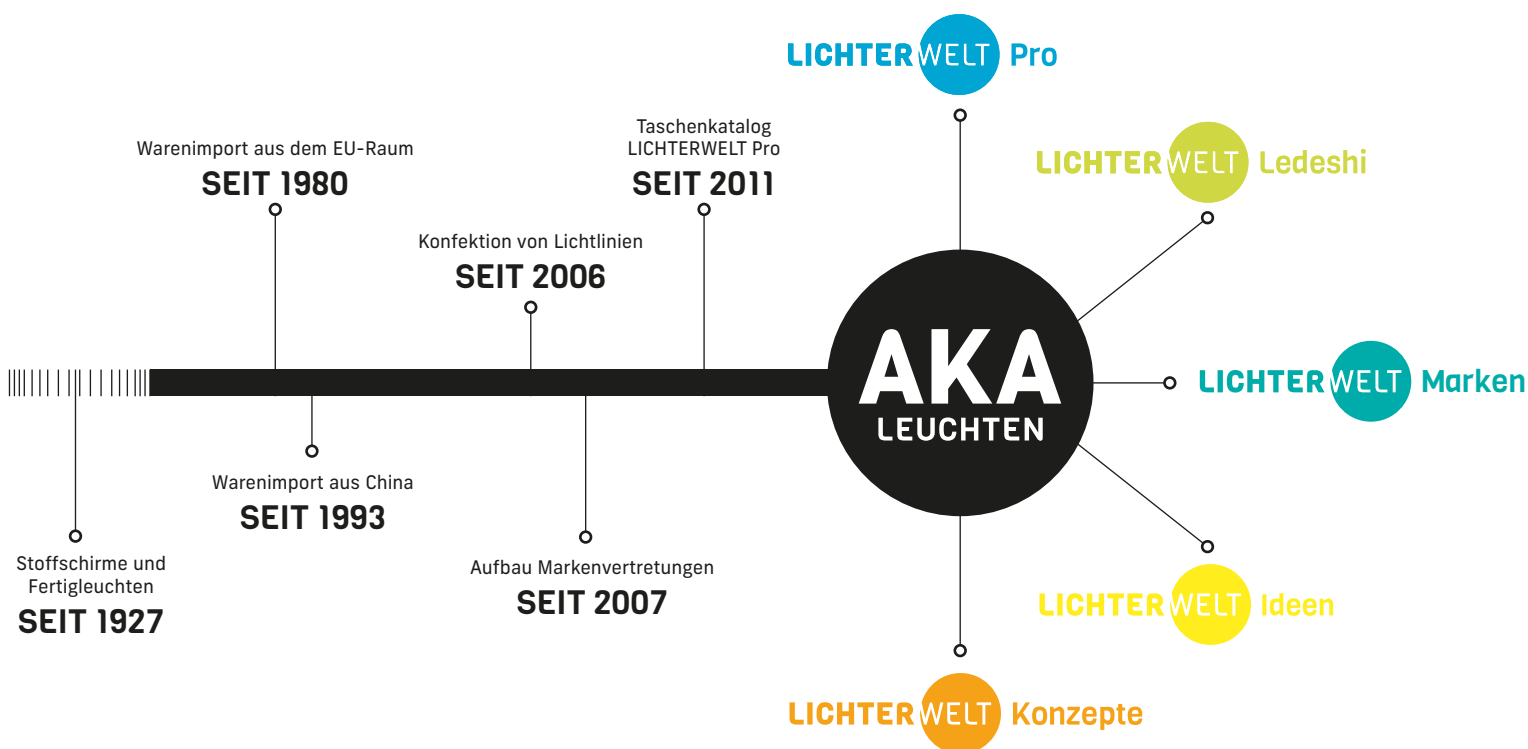 Stoffschirme und
Fertigleuchten
SEIT 1927
Warenimport aus dem EU-Raum
SEIT 1980
Warenimport aus China
SEIT 1993
Konfektion von Lichtlinien
SEIT 2006
Aufbau Markenvertretungen
SEIT 2007
Taschenkatalog
LICHTERWELT Pro
SEIT 2011
AKA
LEUCHTEN
LICHTERWELT Pro
LICHTERWELT Ledeshi
LICHTERWELT Marken
LICHTERWELT Ideen
LICHTERWELT Konzepte